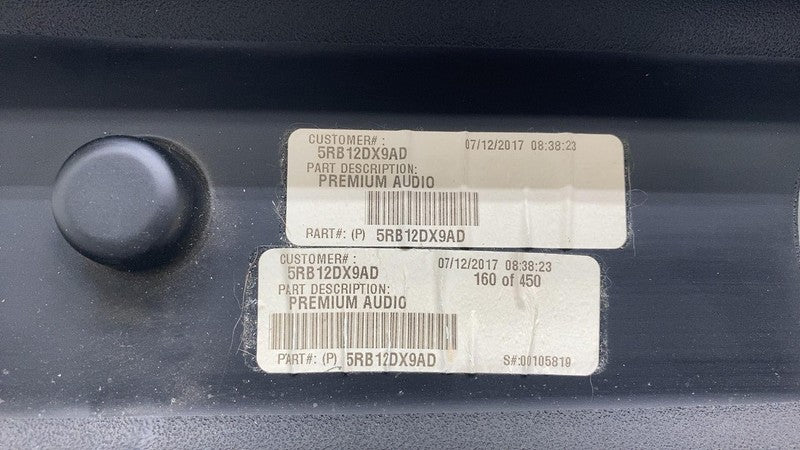 CUSTOMER# : 07/12/2017 08:38:23
5RB12DX9AD
PART DESCRIPTION:
PREMIUM AUDIO
PART#: (P) 5RB12DX9AD
CUSTOMER# : 07/12/2017 08:38:23
5RB12DX9AD 160 of 450
PART DESCRIPTION:
PREMIUM AUDIO
PART#: (P) 5RB12DX9AD S#:00105819